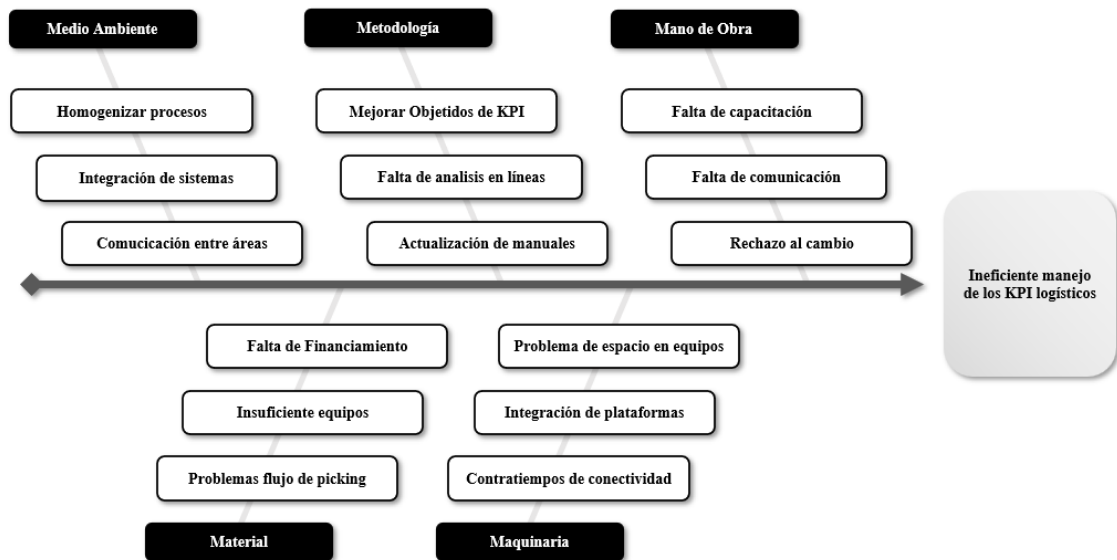 Medio Ambiente
Metodología
Mano de Obra
Homogenizar procesos
Mejorar Objetidos de KPI
Falta de capacitación
Integración de sistemas
Falta de analisis en líneas
Falta de comunicación
Comucicación entre áreas
Actualización de manuales
Rechazo al cambio
Ineficiente manejo
de los KPI logísticos
Falta de Financiamiento
Problema de espacio en equipos
Insuficiente equipos
Integración de plataformas
Problemas flujo de picking
Contratiempos de conectividad
Material
Maquinaria